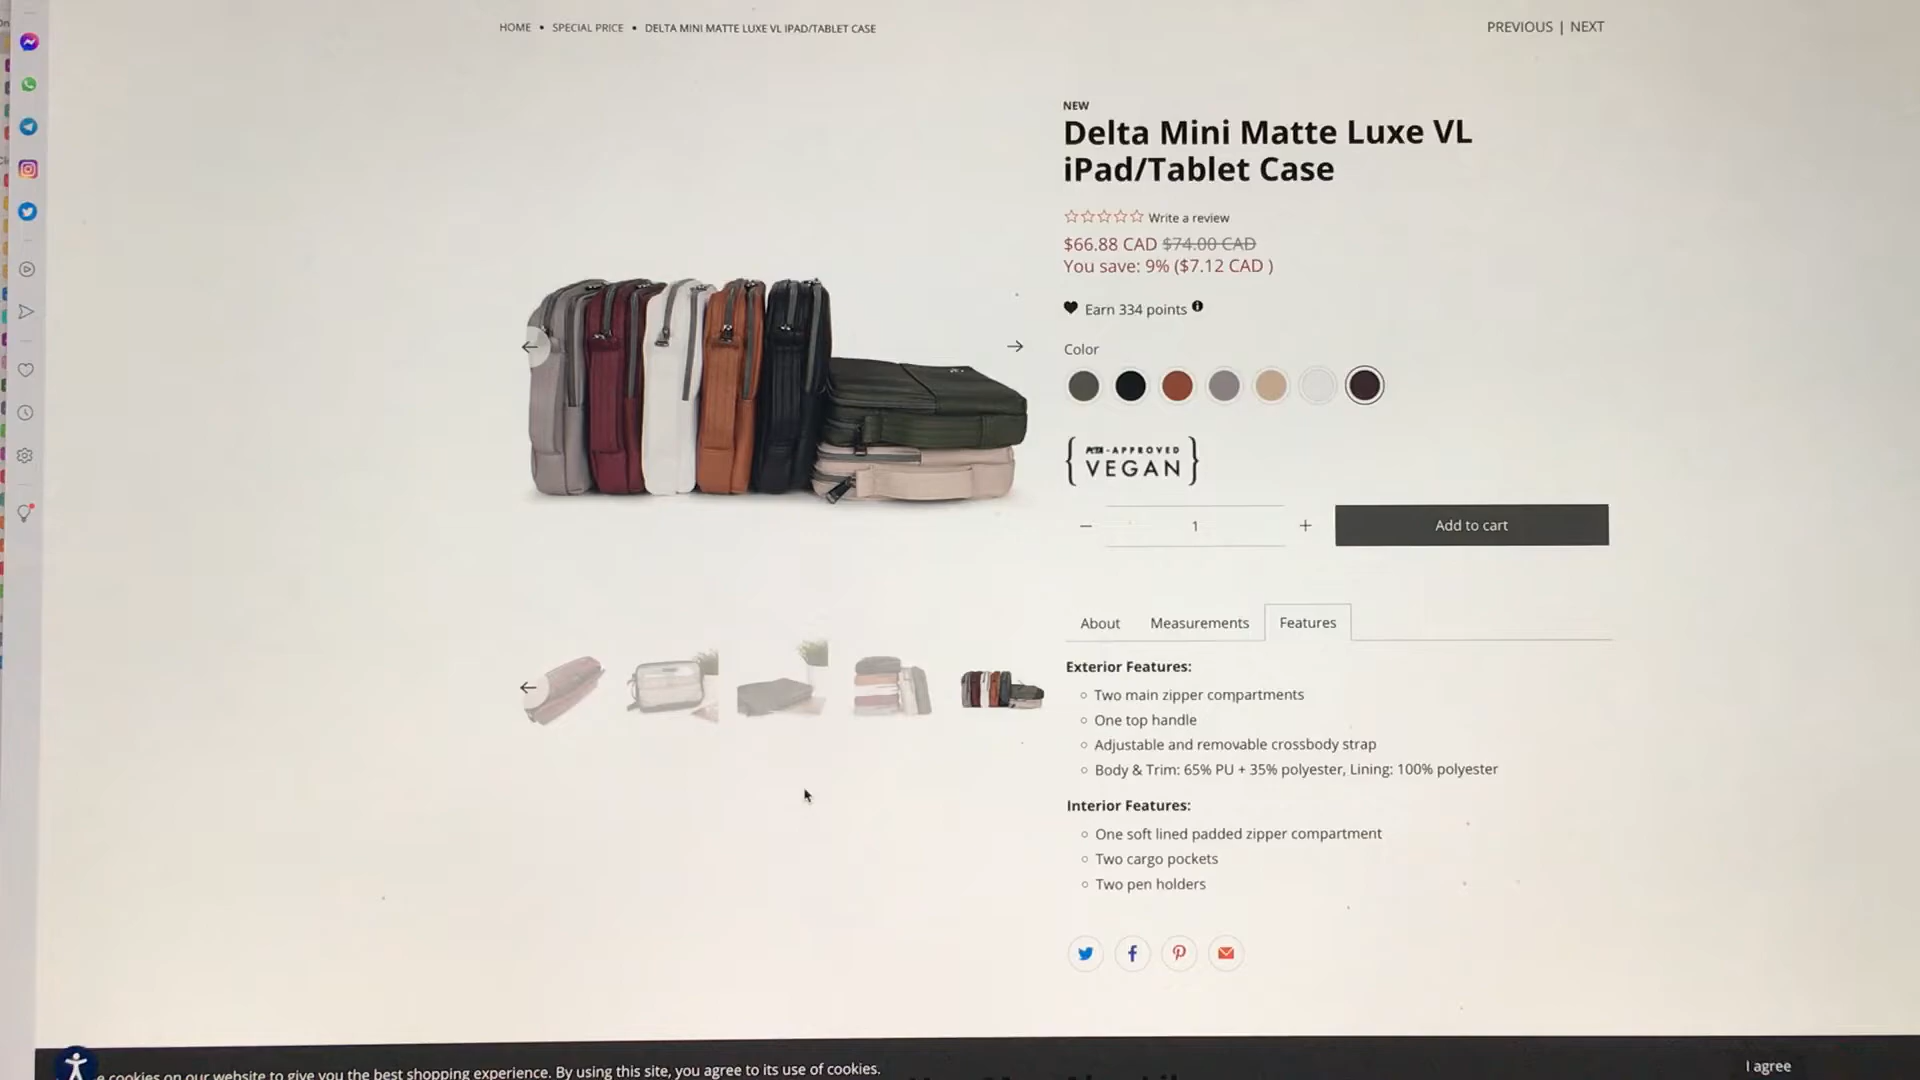 HOME • SPECIAL PRICE • DELTA MINI MATTE LUXE VL IPAD/TABLET CASE
PREVIOUS | NEXT
NEW
Delta Mini Matte Luxe VL
iPad/Tablet Case
Write a review
$66.88 CAD $74.00 CAD
You save: 9% ($7.12 CAD )
Earn 334 points
Color
PETA-APPROVED
VEGAN
1
Add to cart
About
Measurements
Features
Exterior Features:
Two main zipper compartments
One top handle
Adjustable and removable crossbody strap
Body & Trim: 65% PU + 35% polyester, Lining: 100% polyester
Interior Features:
One soft lined padded zipper compartment
Two cargo pockets
Two pen holders
cookies on our website to give you the best shopping experience. By using this site, you agree to its use of cookies.
I agree